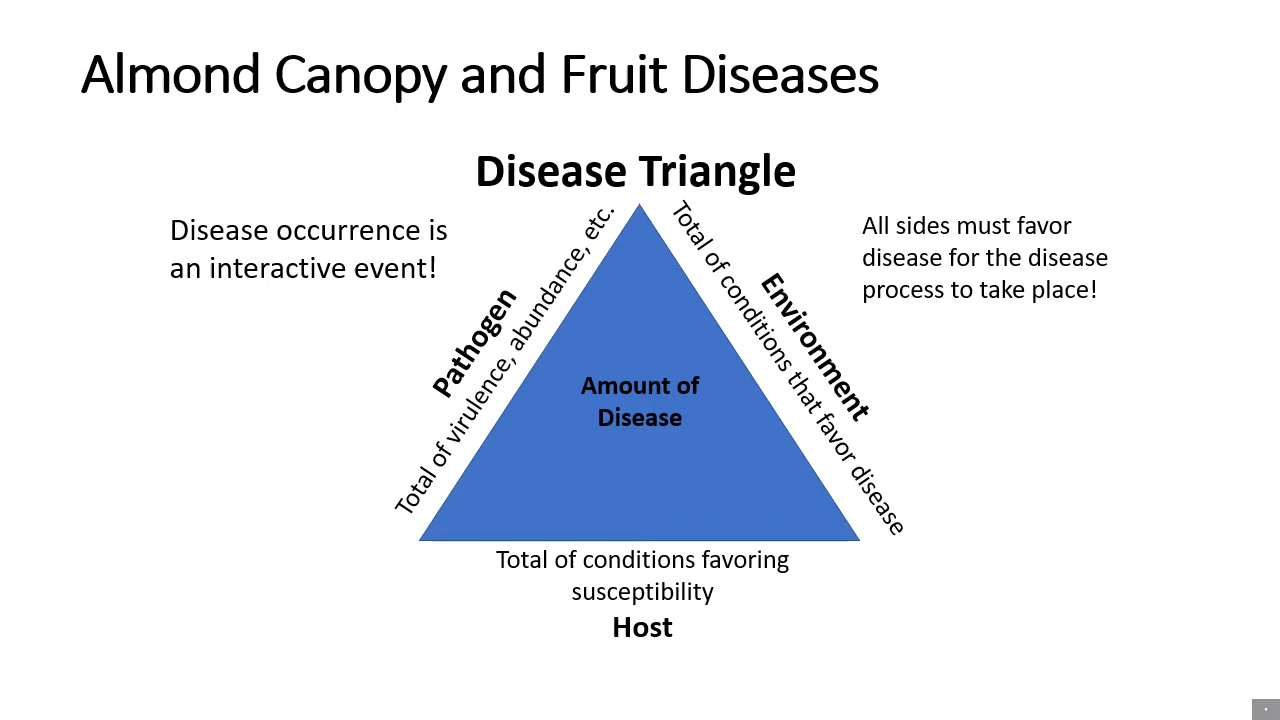 Almond Canopy and Fruit Diseases
Disease Triangle
Disease occurrence is
an interactive event!
All sides must favor
disease for the disease
process to take place!
Pathogen
Total of virulence, abundance, etc.
Environment
Total of conditions that favor disease
Amount of
Disease
Total of conditions favoring
susceptibility
Host